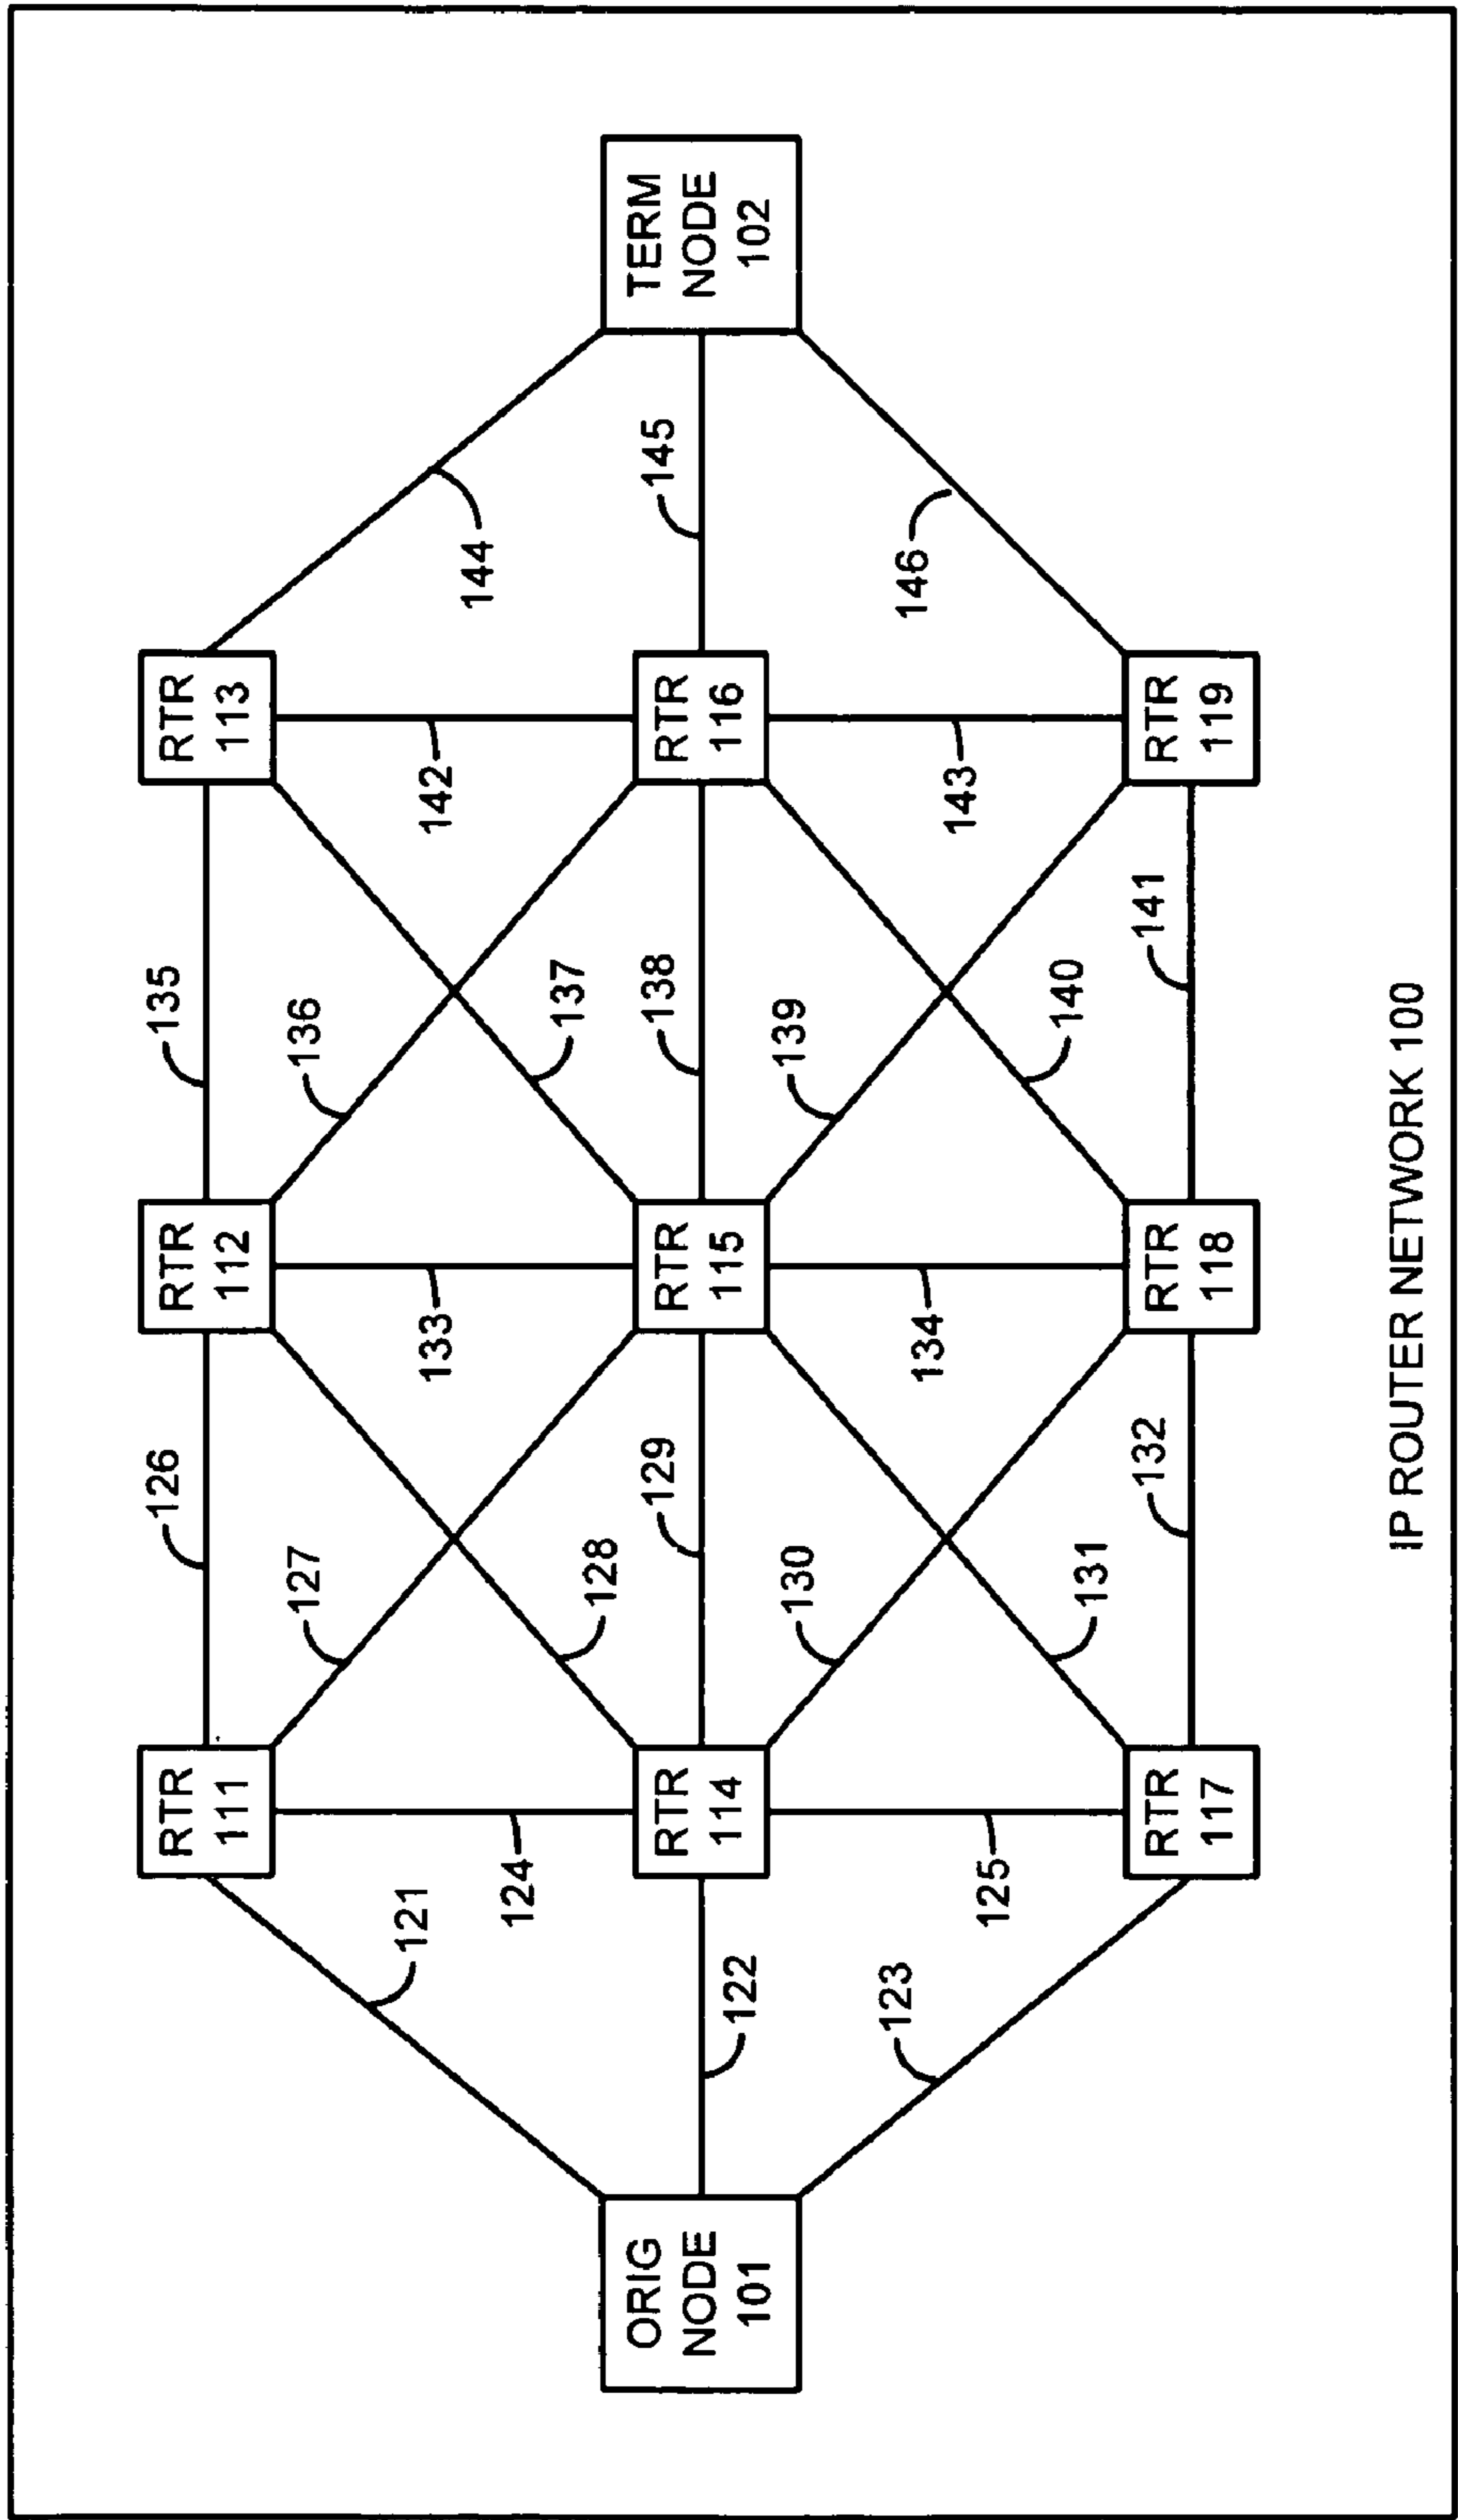 ORIG
NODE
101
121
122
123
RTR
111
RTR
114
RTR
117
124
125
126
127
128
129
130
131
132
RTR
112
RTR
115
RTR
118
133
134
135
136
137
138
139
140
141
RTR
113
RTR
116
RTR
119
142
143
144
145
146
TERM
NODE
102
IP ROUTER NETWORK 100